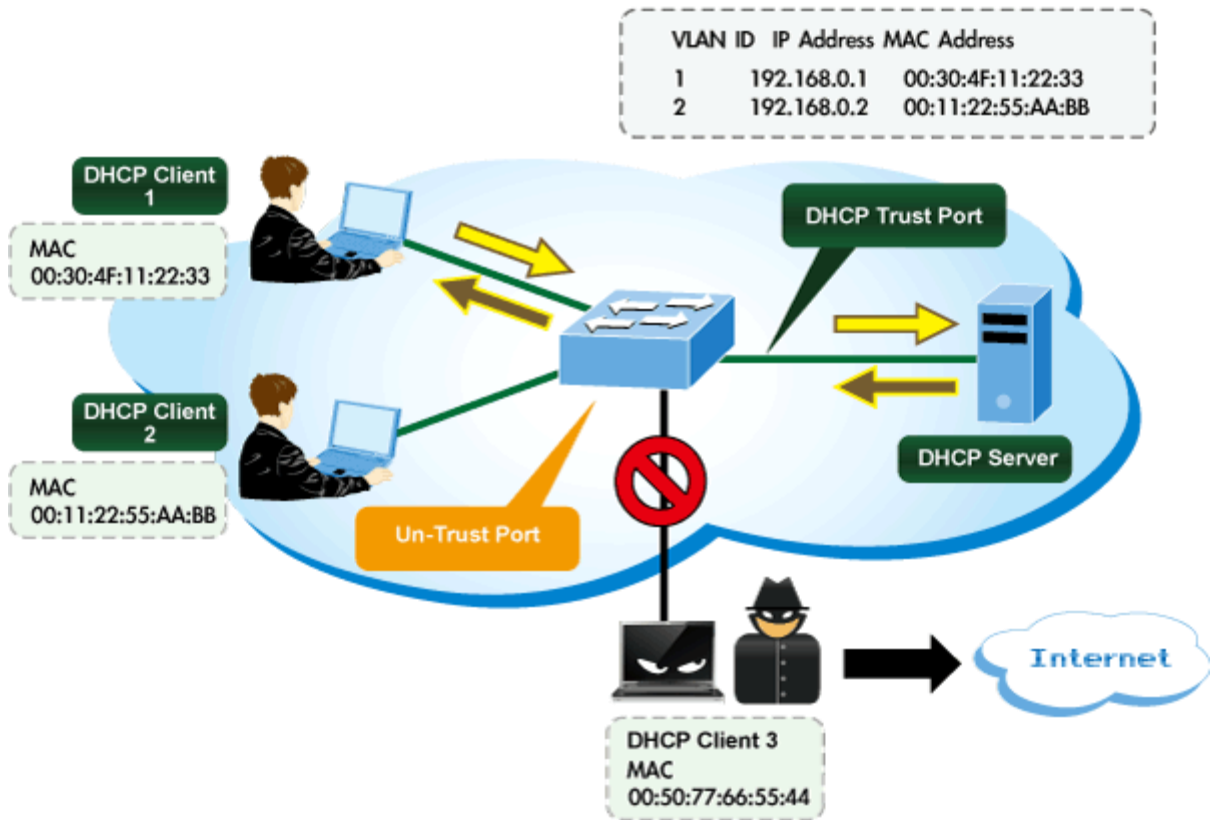 VLAN ID IP Address MAC Address
1 192.168.0.1 00:30:4F:11:22:33
2 192.168.0.2 00:11:22:55:AA:BB
DHCP Client
1
MAC
00:30:4F:11:22:33
DHCP Trust Port
DHCP Client
2
MAC
00:11:22:55:AA:BB
DHCP Server
Un-Trust Port
Internet
DHCP Client 3
MAC
00:50:77:66:55:44